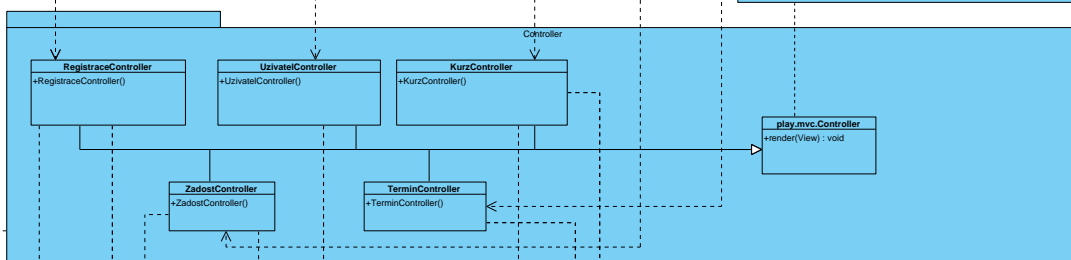 Controller
RegistraceController
+RegistraceController()
UzivatelController
+UzivatelController()
KurzController
+KurzController()
play.mvc.Controller
+render(View) : void
ZadostController
+ZadostController()
TerminController
+TerminController()